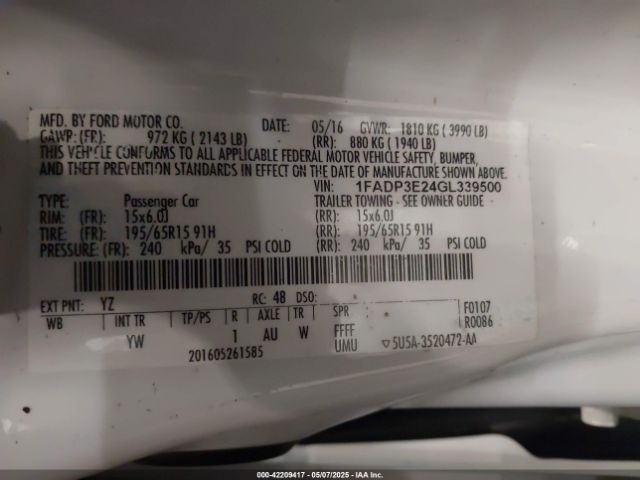 MFD. BY FORD MOTOR CO. DATE: 05/16 GVWR: 1810 KG ( 3990 LB)
GAWR: (FR): 972 KG ( 2143 LB) (RR): 880 KG ( 1940 LB)
THIS VEHICLE CONFORMS TO ALL APPLICABLE FEDERAL MOTOR VEHICLE SAFETY, BUMPER,
AND THEFT PREVENTION STANDARDS IN EFFECT ON THE DATE OF MANUFACTURE SHOWN ABOVE.
VIN: 1FADP3E24GL339500
TYPE: Passenger Car TRAILER TOWING - SEE OWNER GUIDE
RIM: (FR): 15x6.0J (RR): 15x6.0J
TIRE: (FR): 195/65R15 91H (RR): 195/65R15 91H
PRESSURE: (FR): 240 kPa/ 35 PSI COLD (RR): 240 kPa/ 35 PSI COLD
EXT PNT: YZ RC: 48 DSO: F0107
WB INT TR TP/PS R AXLE TR SPR R0086
YW 1 AU W FFFF
201605261585 UMU ▽5U5A-3520472-AA
000-42209417 - 05/07/2025 - IAA Inc.